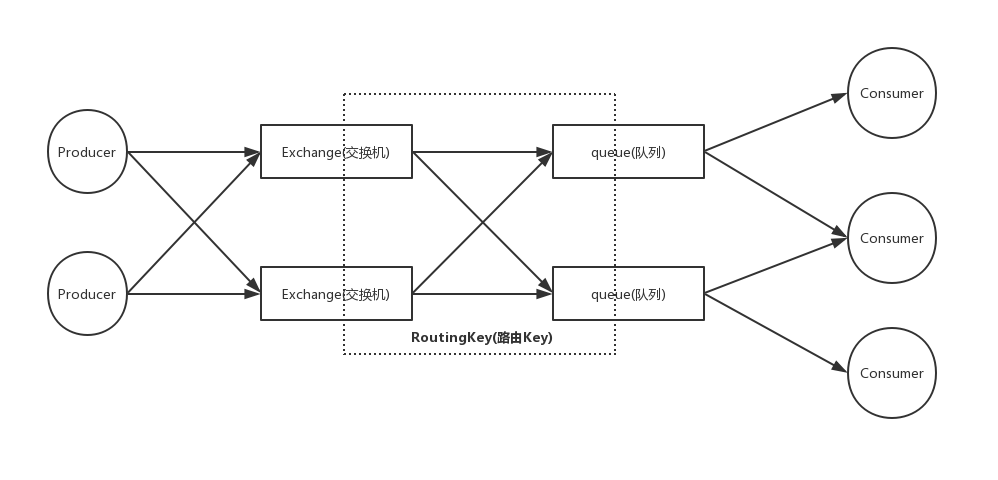 Consumer
Producer
Exchange(交换机)
queue(队列)
Consumer
Producer
Exchange(交换机)
queue(队列)
RoutingKey(路由Key)
Consumer